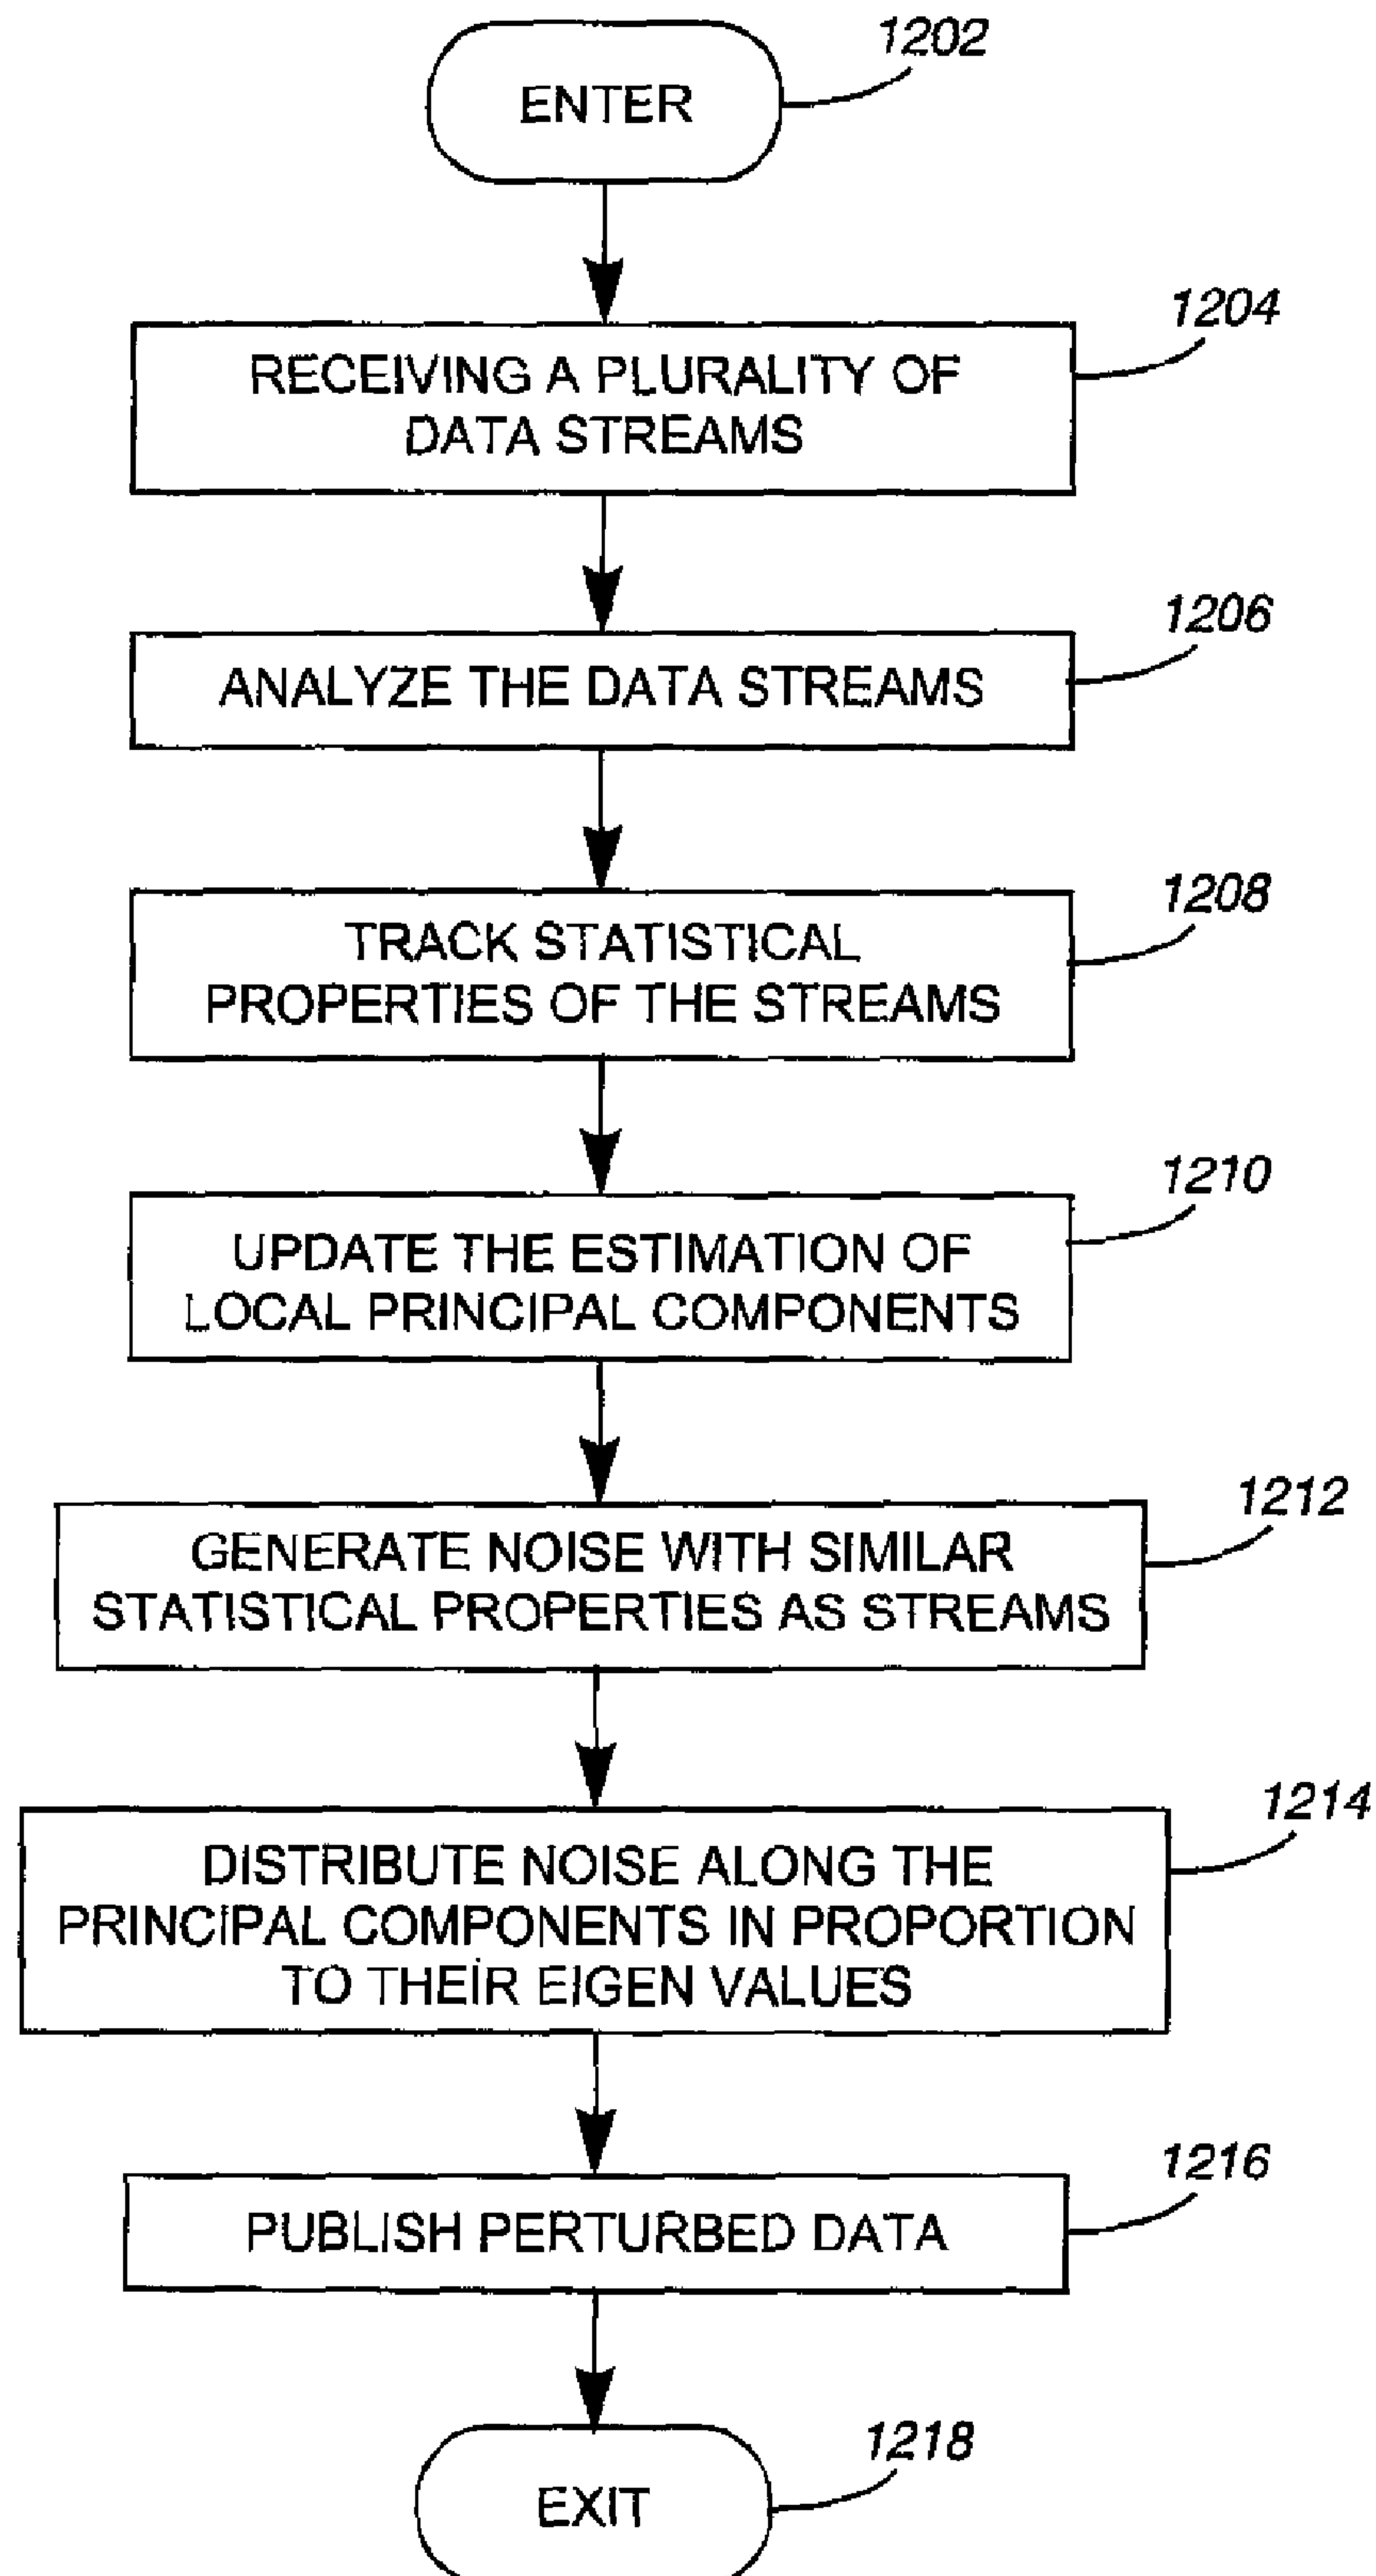 1202
ENTER
1204
RECEIVING A PLURALITY OF
DATA STREAMS
1206
ANALYZE THE DATA STREAMS
1208
TRACK STATISTICAL
PROPERTIES OF THE STREAMS
1210
UPDATE THE ESTIMATION OF
LOCAL PRINCIPAL COMPONENTS
1212
GENERATE NOISE WITH SIMILAR
STATISTICAL PROPERTIES AS STREAMS
1214
DISTRIBUTE NOISE ALONG THE
PRINCIPAL COMPONENTS IN PROPORTION
TO THEIR EIGEN VALUES
1216
PUBLISH PERTURBED DATA
1218
EXIT